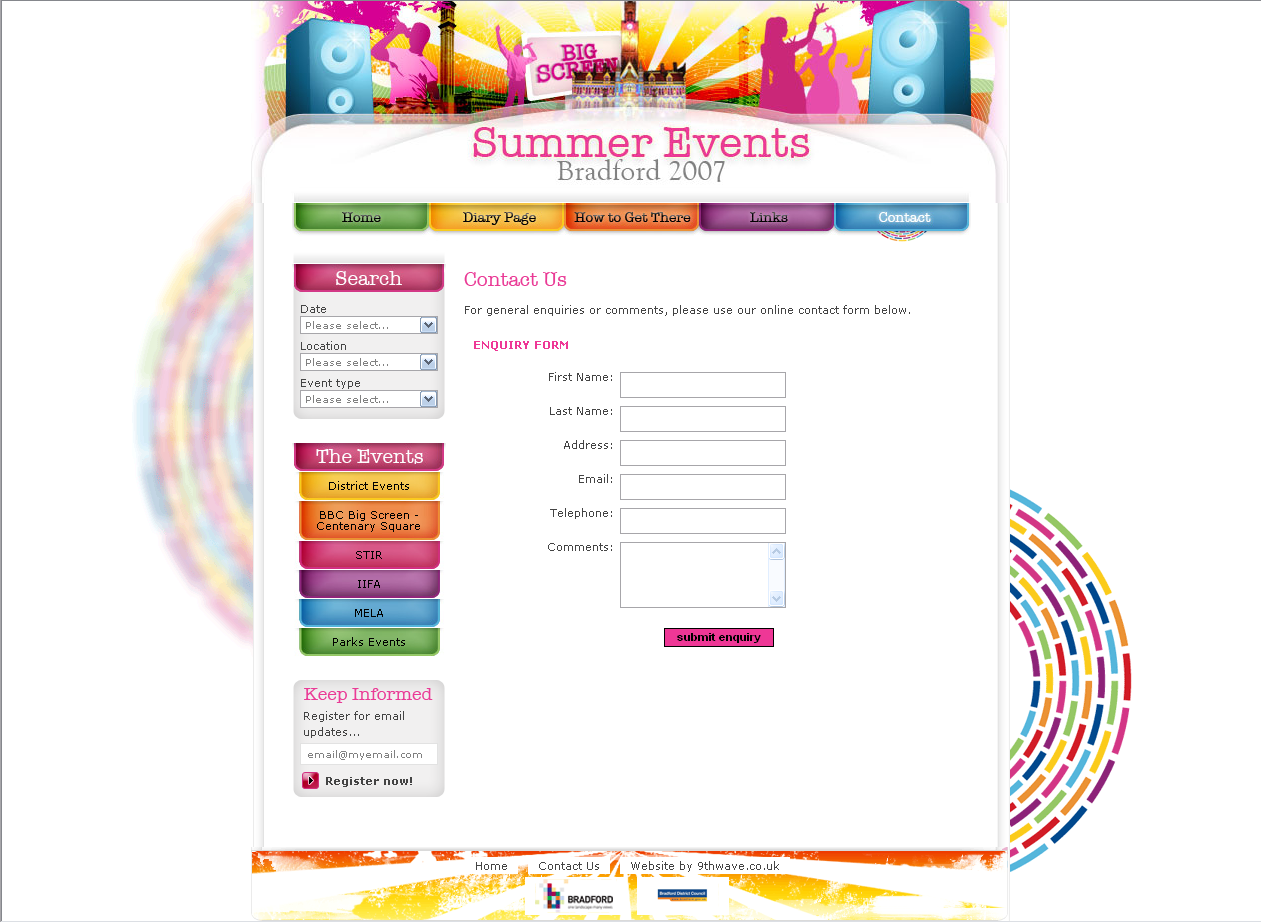 BIG
SCREEN
Summer Events
Bradford 2007
Home
Diary Page
How to Get There
Links
Contact
Search
Date
Please select...
Location
Please select...
Event type
Please select...
The Events
District Events
BBC Big Screen -
Centenary Square
STIR
IIFA
MELA
Parks Events
Keep Informed
Register for email
updates...
email@myemail.com
Register now!
Contact Us
For general enquiries or comments, please use our online contact form below.
ENQUIRY FORM
First Name:
Last Name:
Address:
Email:
Telephone:
Comments:
submit enquiry
Home
Contact Us
Website by 9thwave.co.uk
BRADFORD
Bradford District Council